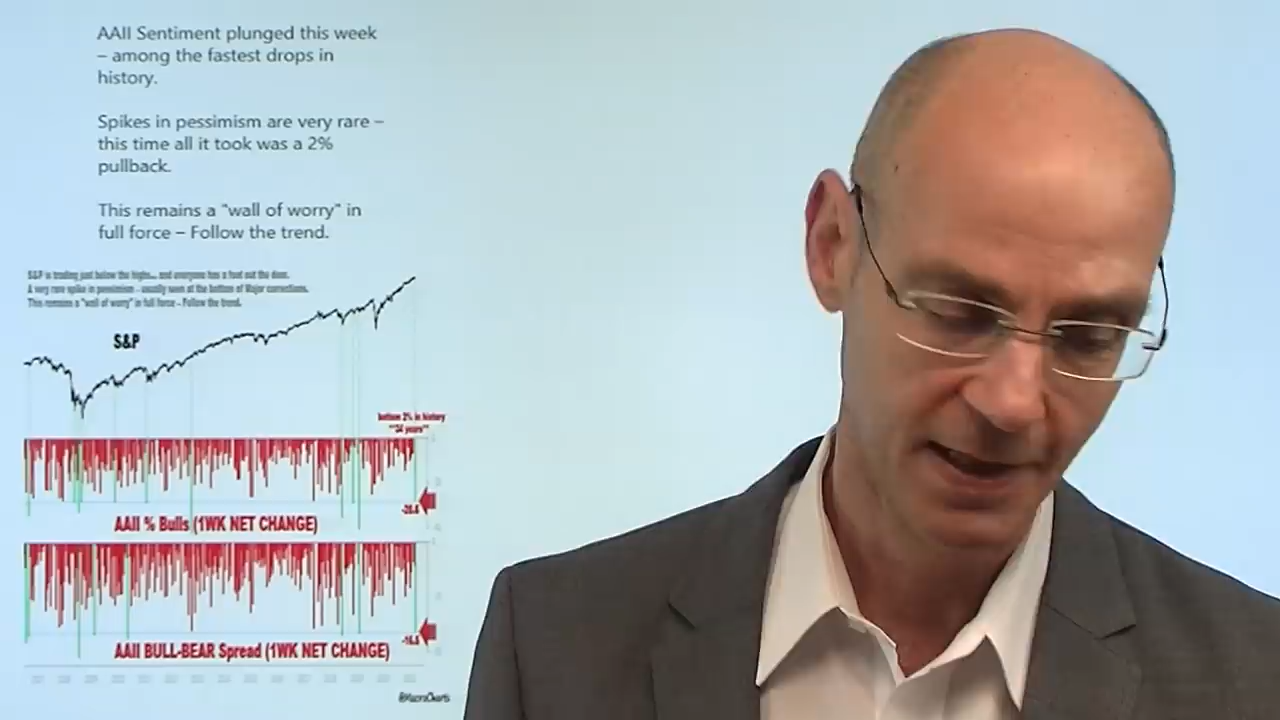 AAII Sentiment plunged this week
– among the fastest drops in
history.
Spikes in pessimism are very rare –
this time all it took was a 2%
pullback.
This remains a "wall of worry" in
full force – Follow the trend.
S&P is trading just below the highs... and everyone has a foot out the door.
A very rare spike in pessimism - usually seen at the bottom of Major corrections.
This remains a "wall of worry" in full force - Follow the trend.
S&P
bottom 2% in history
AAII % Bulls (1WK NET CHANGE)
AAII BULL-BEAR Spread (1WK NET CHANGE)
@MacroCharts